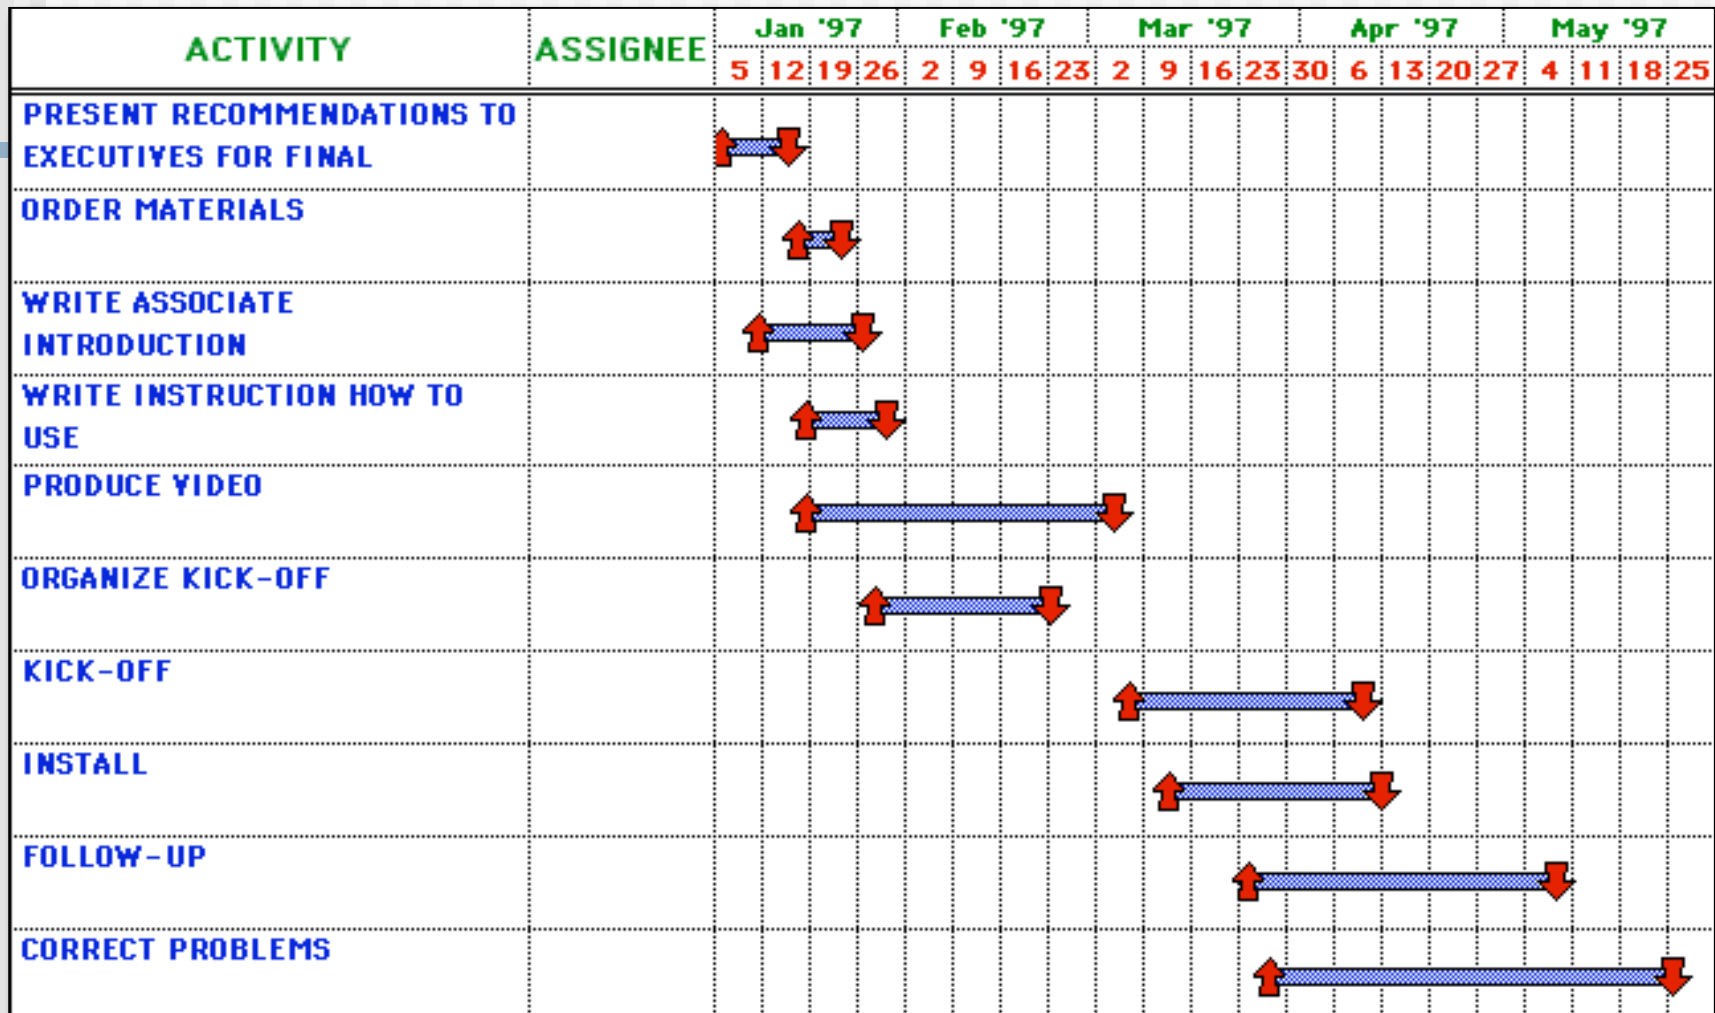 ACTIVITY ASSIGNEE Jan '97 Feb '97 Mar '97 Apr '97 May '97
5 12 19 26 2 9 16 23 2 9 16 23 30 6 13 20 27 4 11 18 25
PRESENT RECOMMENDATIONS TO
EXECUTIVES FOR FINAL
ORDER MATERIALS
WRITE ASSOCIATE
INTRODUCTION
WRITE INSTRUCTION HOW TO
USE
PRODUCE VIDEO
ORGANIZE KICK-OFF
KICK-OFF
INSTALL
FOLLOW-UP
CORRECT PROBLEMS